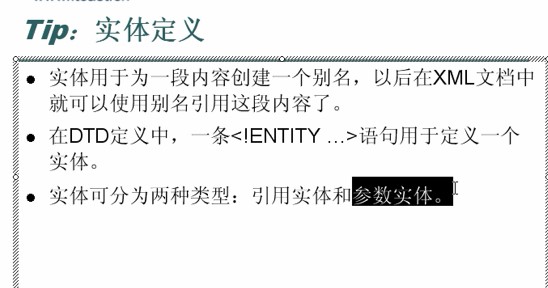 Tip：实体定义
实体用于为一段内容创建一个别名，以后在XML文档中
就可以使用别名引用这段内容了。
在DTD定义中，一条<!ENTITY …>语句用于定义一个
实体。
实体可分为两种类型：引用实体和参数实体。